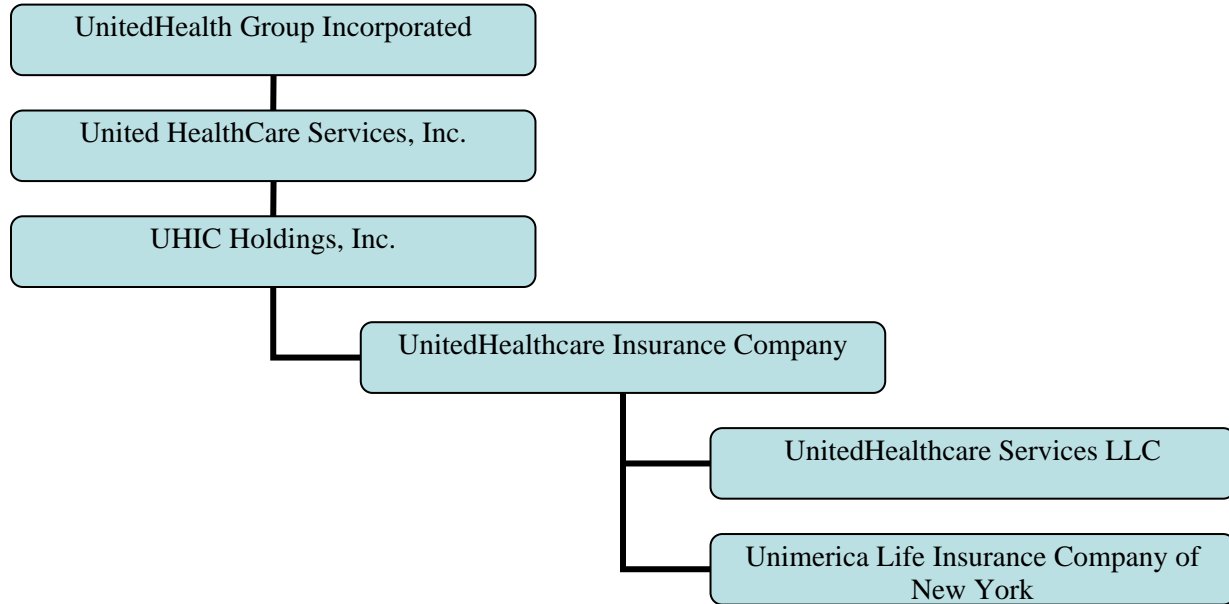 UnitedHealth Group Incorporated
United HealthCare Services, Inc.
UHIC Holdings, Inc.
UnitedHealthcare Insurance Company
UnitedHealthcare Services LLC
Unimerica Life Insurance Company of
New York